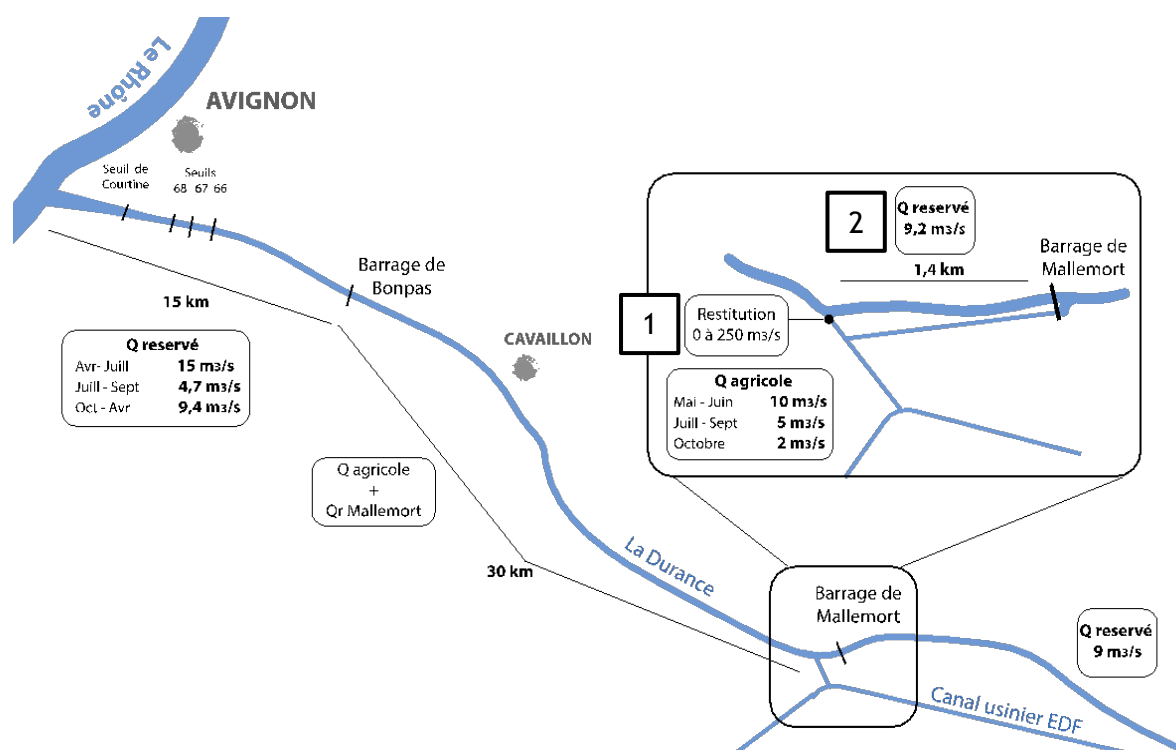 Le Rhône
AVIGNON
Seuil de
Courtine
Seuils
68 67 66
Barrage de
Bonpas
15 km
Q reservé
Avr- Juill 15 m3/s
Juill - Sept 4,7 m3/s
Oct - Avr 9,4 m3/s
CAVAILLON
Q agricole
+
Qr Mallemort
30 km
La Durance
2
Q reservé
9,2 m3/s
1,4 km
Barrage de
Mallemort
1
Restitution
0 à 250 m3/s
Q agricole
Mai - Juin 10 m3/s
Juill - Sept 5 m3/s
Octobre 2 m3/s
Barrage de
Mallemort
Q reservé
9 m3/s
Canal usinier EDF